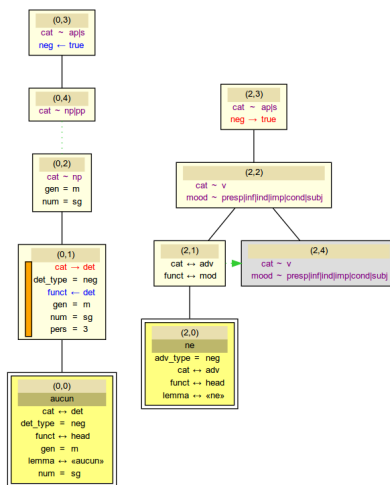 (0,3)
cat ~ ap|s
neg ← true
(0,4)
cat ~ np|pp
(0,2)
cat ~ np
gen = m
num = sg
(0,1)
cat → det
det_type = neg
funct ← det
gen = m
num = sg
pers = 3
(0,0)
aucun
cat ↔ det
det_type = neg
funct ↔ head
gen = m
lemma ↔ «aucun»
num = sg
(2,3)
cat ~ ap|s
neg → true
(2,2)
cat ~ v
mood ~ presp|inf|ind|imp|cond|subj
(2,1)
cat ↔ adv
funct ↔ mod
(2,4)
cat ~ v
mood ~ presp|inf|ind|imp|cond|subj
(2,0)
ne
adv_type = neg
cat ↔ adv
funct ↔ head
lemma ↔ «ne»